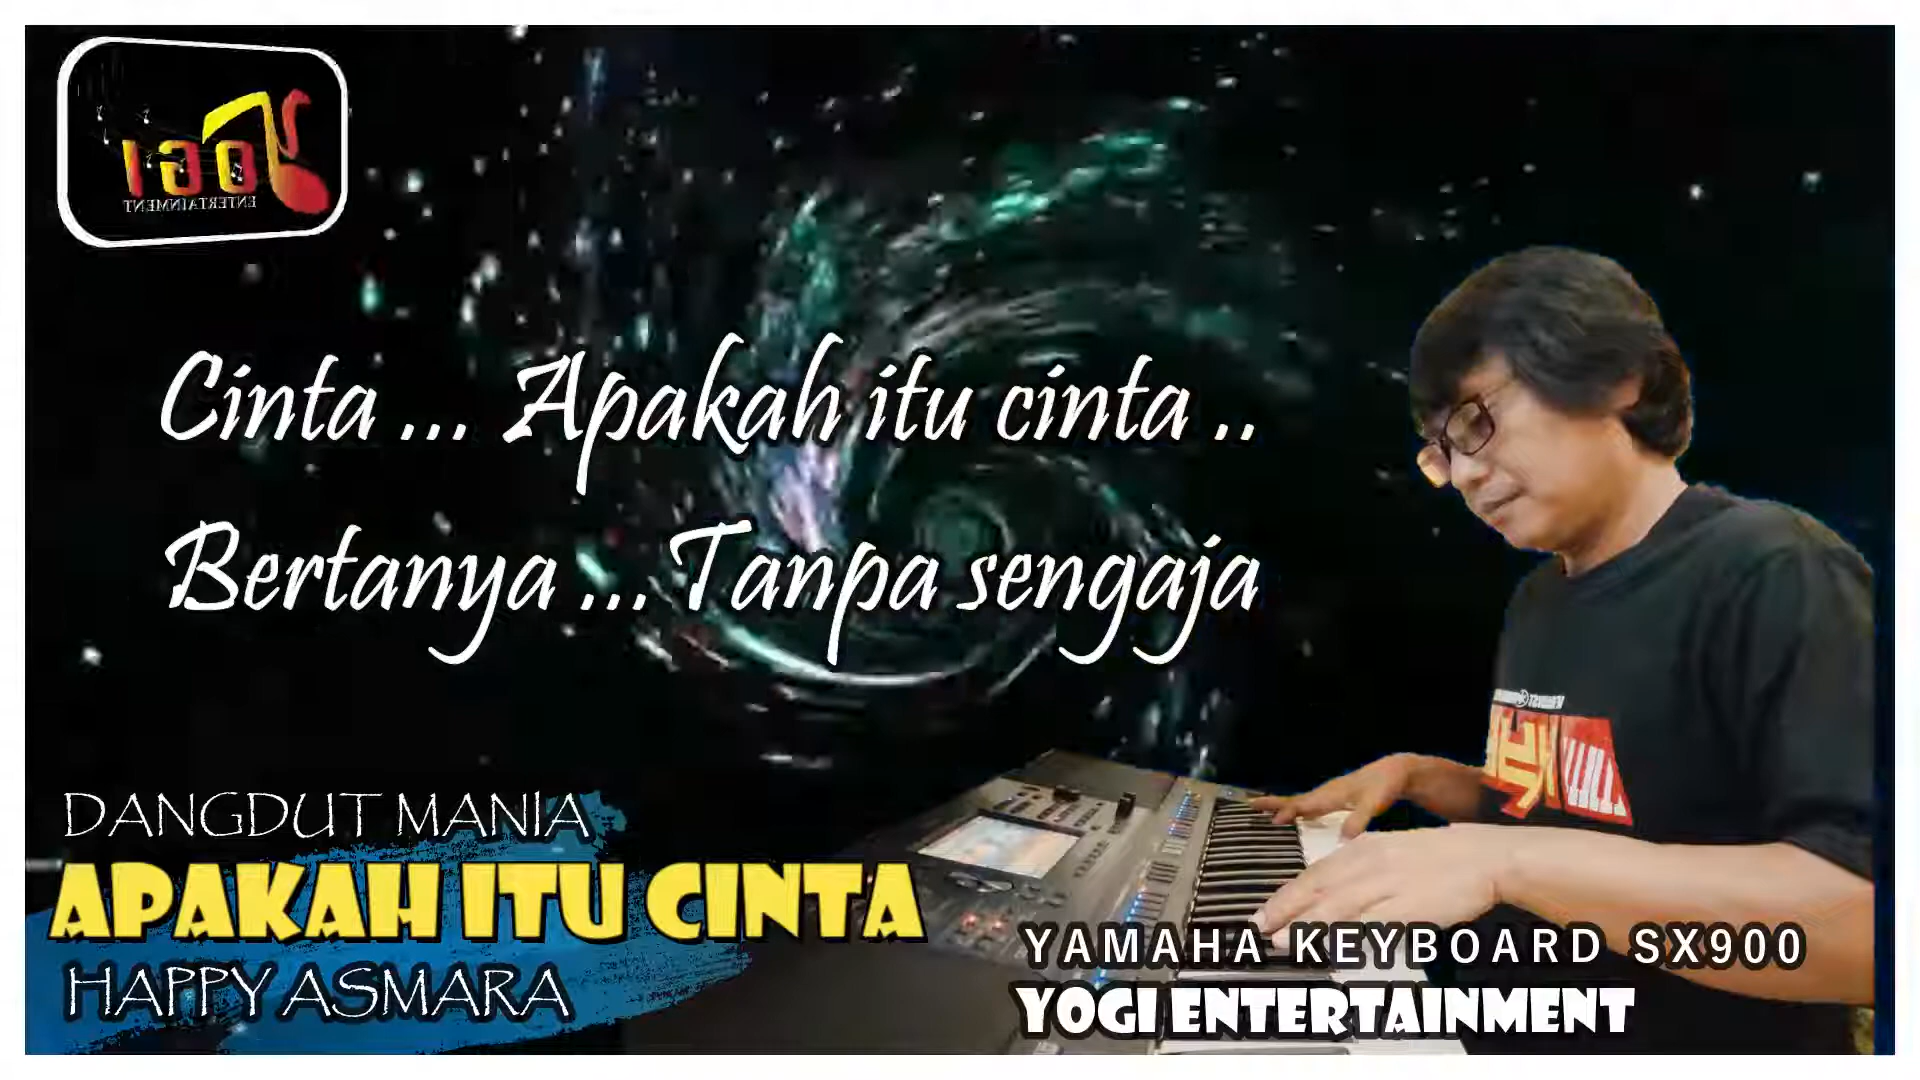 YOGI
ENTERTAINMENT
Cinta ... Apakah itu cinta ..
Bertanya ... Tanpa sengaja
DANGDUT MANIA
APAKAH ITU CINTA
HAPPY ASMARA
YAMAHA KEYBOARD SX900
YOGI ENTERTAINMENT